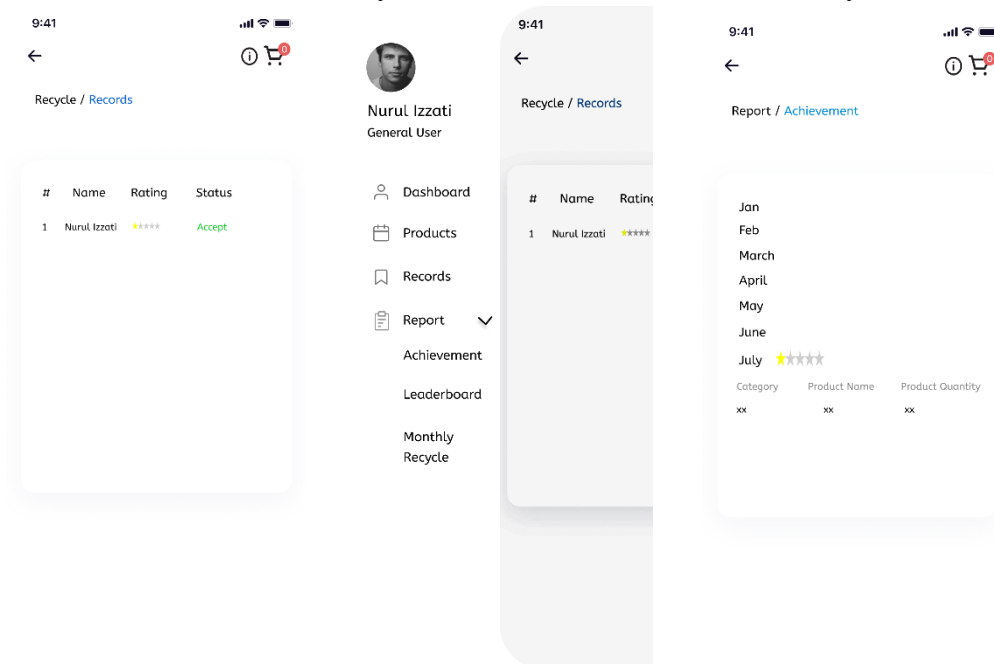 9:41
0
Recycle / Records
# Name Rating Status
1 Nurul Izzati Accept
Nurul Izzati
General User
Dashboard
Products
Records
Report
Achievement
Leaderboard
Monthly
Recycle
9:41
Recycle / Records
# Name Rating
1 Nurul Izzati
9:41
0
Report / Achievement
Jan
Feb
March
April
May
June
July
Category Product Name Product Quantity
xx xx xx